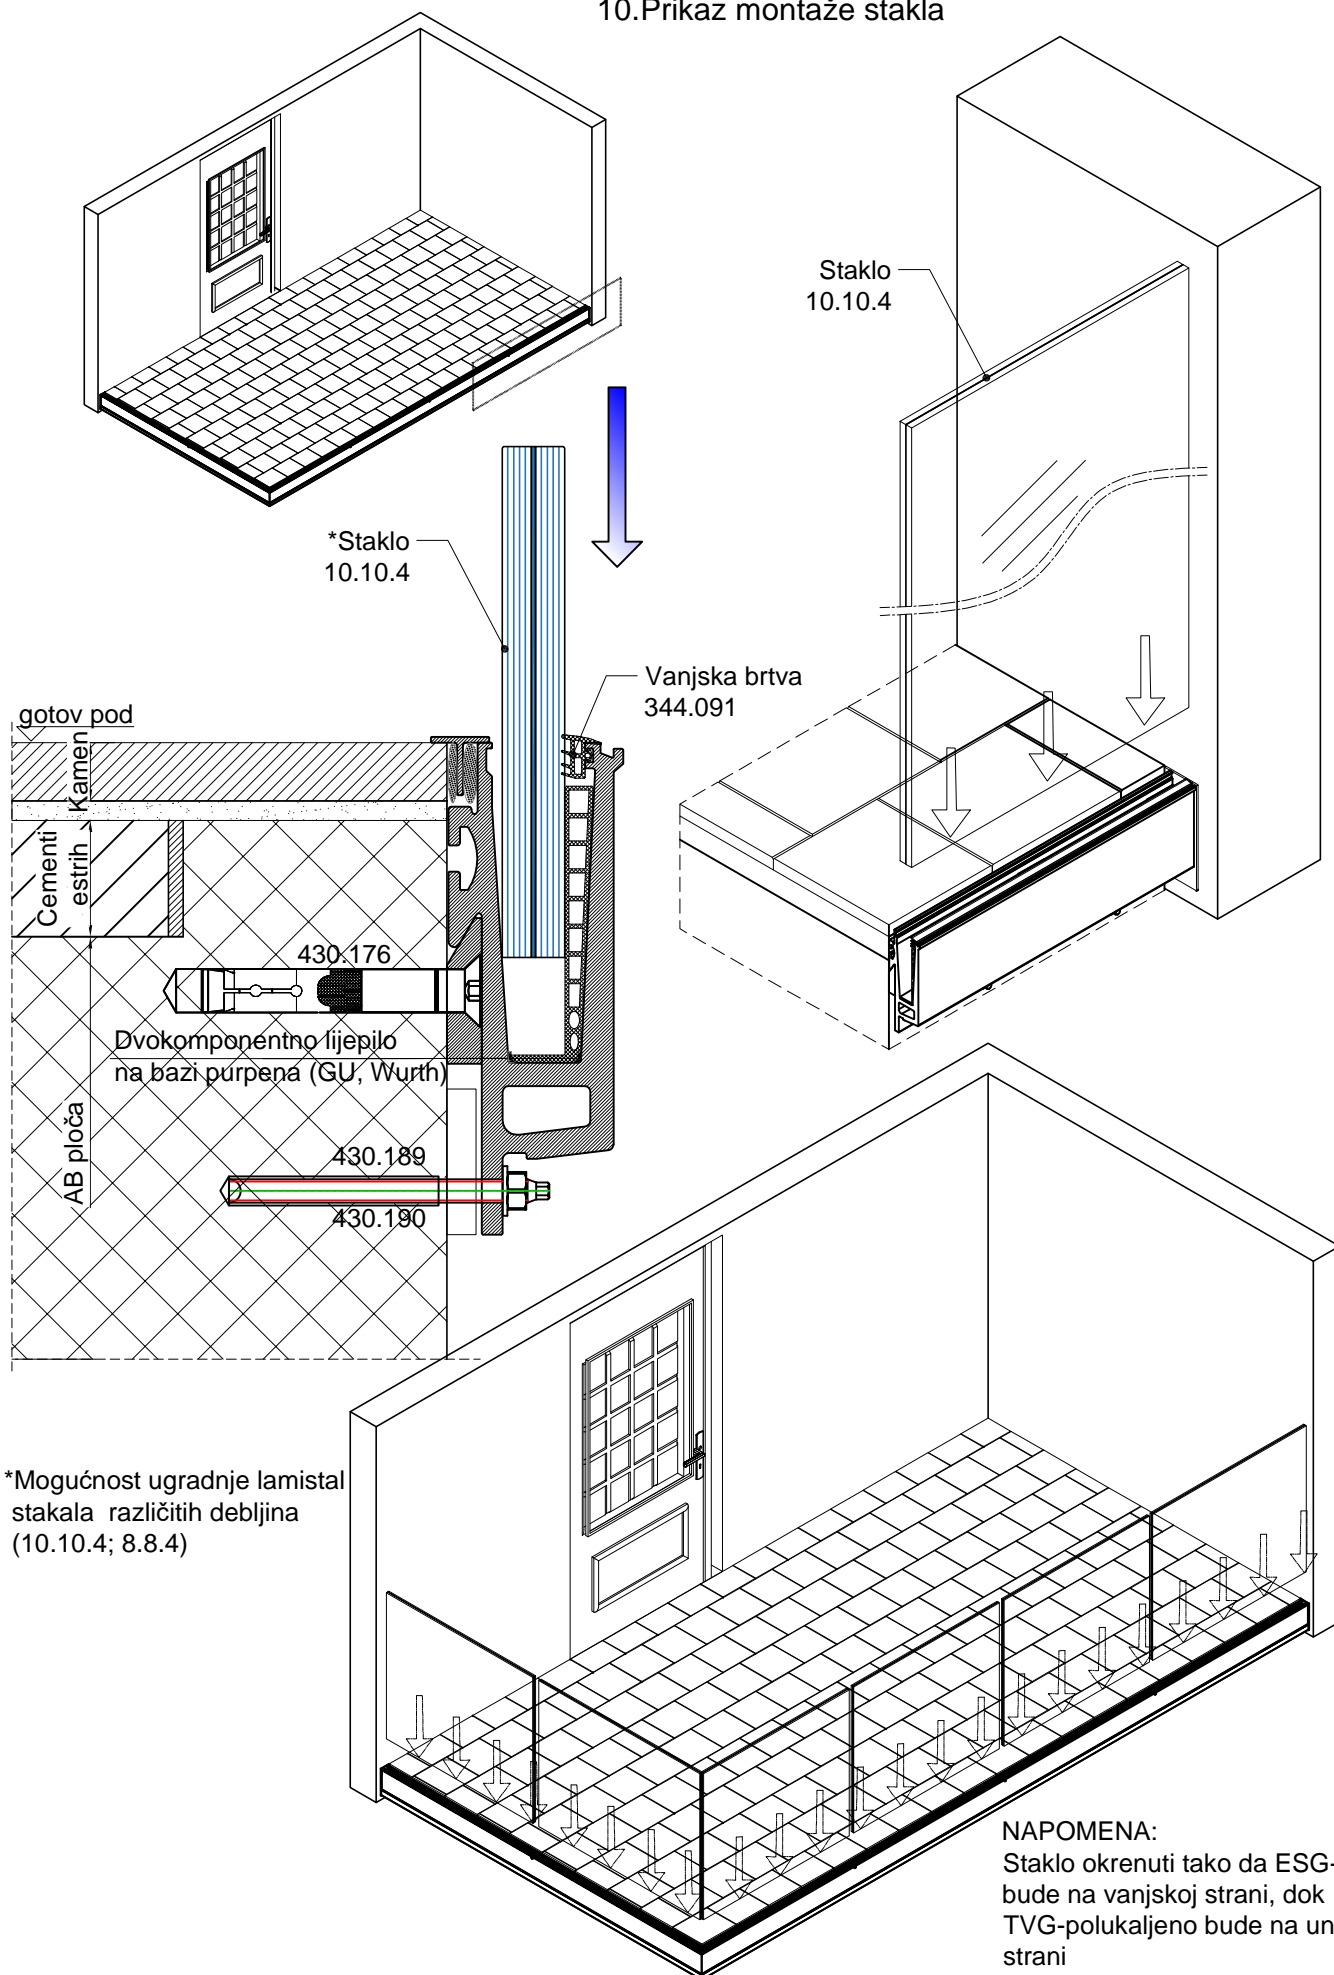 10.Prikaz montaže stakla
Staklo
10.10.4
*Staklo
10.10.4
Vanjska brtva
344.091
gotov pod
Kamen
Cementi
estrih
430.176
Dvokomponentno lijepilo
na bazi purpena (GU, Wurth)
AB ploča
430.189
430.190
*Mogućnost ugradnje lamistal
stakala različitih debljina
(10.10.4; 8.8.4)
NAPOMENA:
Staklo okrenuti tako da ESG-
bude na vanjskoj strani, dok
TVG-polukaljeno bude na un
strani